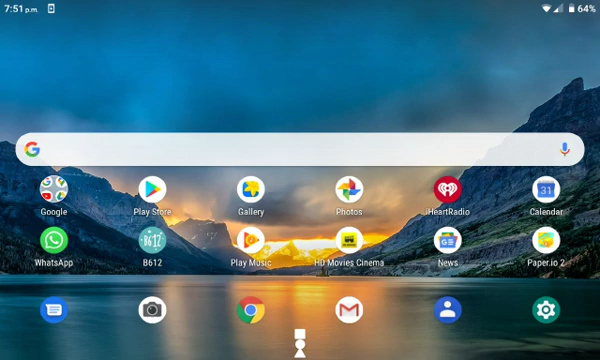 7:51 p.m.
64%
Google
Play Store
Gallery
Photos
iHeartRadio
31
Calendar
WhatsApp
B612
B612
Play Music
HD Movies Cinema
News
Paper.io 2